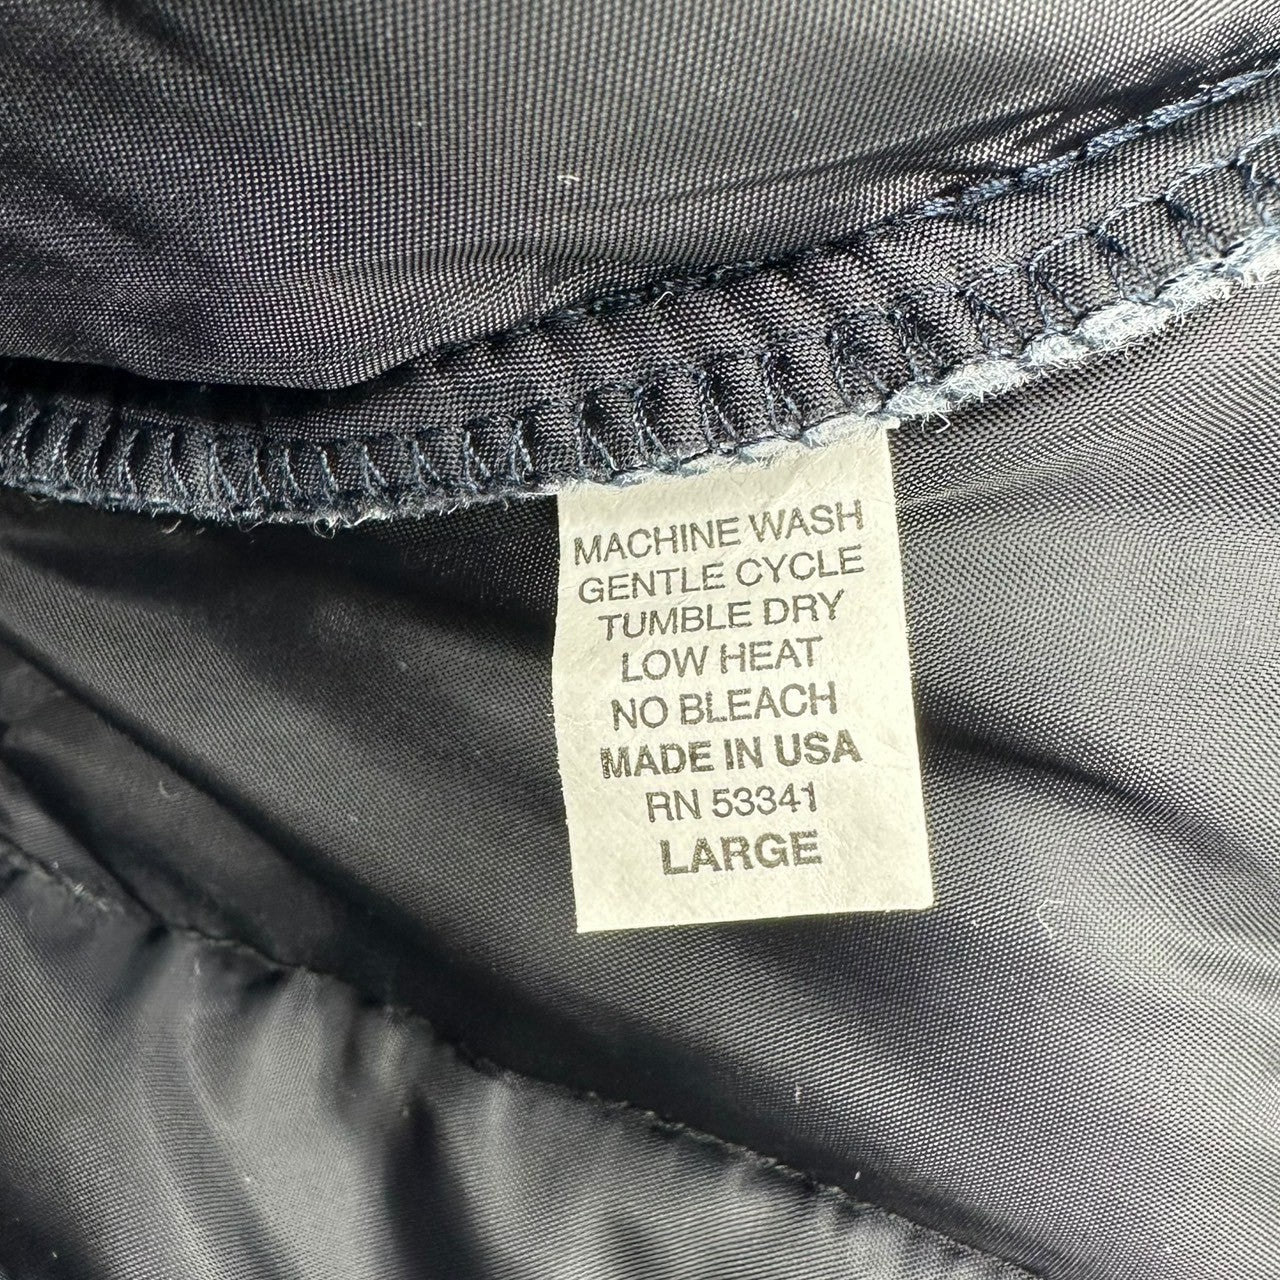 MACHINE WASH
GENTLE CYCLE
TUMBLE DRY
LOW HEAT
NO BLEACH
MADE IN USA
RN 53341
LARGE